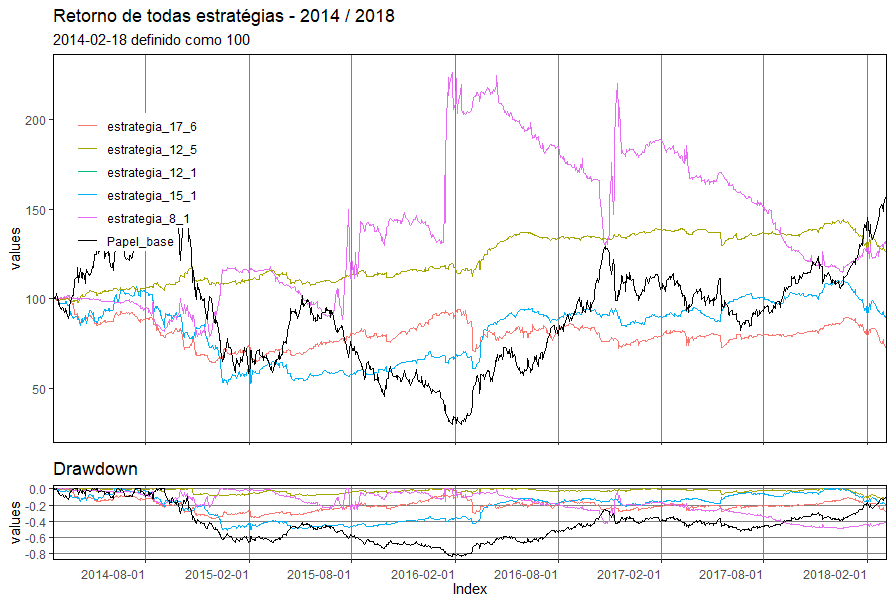 Retorno de todas estratégias - 2014 / 2018
2014-02-18 definido como 100
values
200
150
100
50
estrategia_17_6
estrategia_12_5
estrategia_12_1
estrategia_15_1
estrategia_8_1
Papel_base
Drawdown
values
0.0
-0.2
-0.4
-0.6
-0.8
2014-08-01 2015-02-01 2015-08-01 2016-02-01 2016-08-01 2017-02-01 2017-08-01 2018-02-01
Index